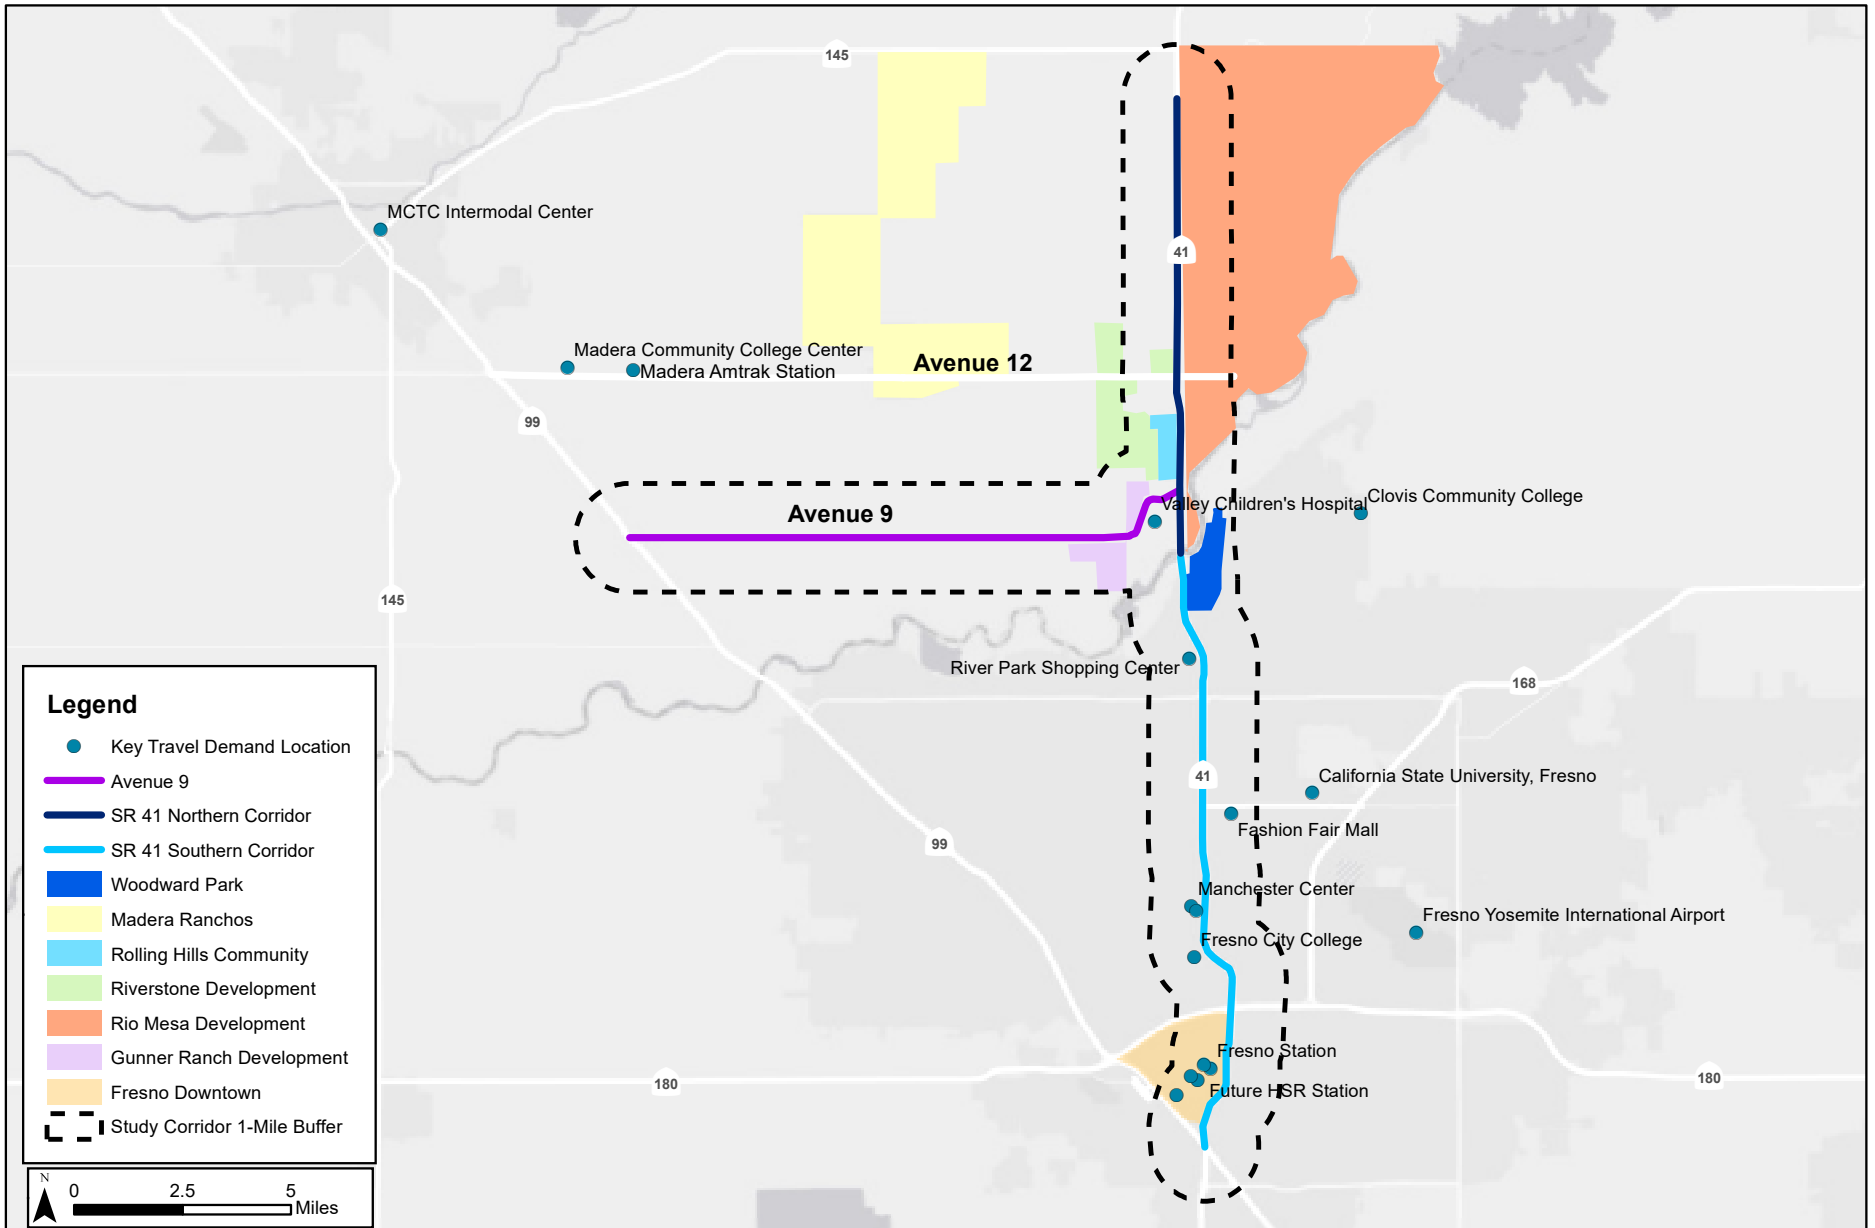 145
MCTC Intermodal Center
41
Madera Community College Center
Avenue 12
Madera Amtrak Station
99
Valley Children's Hospital
Clovis Community College
Avenue 9
145
River Park Shopping Center
168
41
California State University, Fresno
Fashion Fair Mall
99
Manchester Center
Fresno Yosemite International Airport
Fresno City College
Fresno Station
180
180
Future HSR Station
Legend
Key Travel Demand Location
Avenue 9
SR 41 Northern Corridor
SR 41 Southern Corridor
Woodward Park
Madera Ranchos
Rolling Hills Community
Riverstone Development
Rio Mesa Development
Gunner Ranch Development
Fresno Downtown
Study Corridor 1-Mile Buffer
N
0 2.5 5
Miles